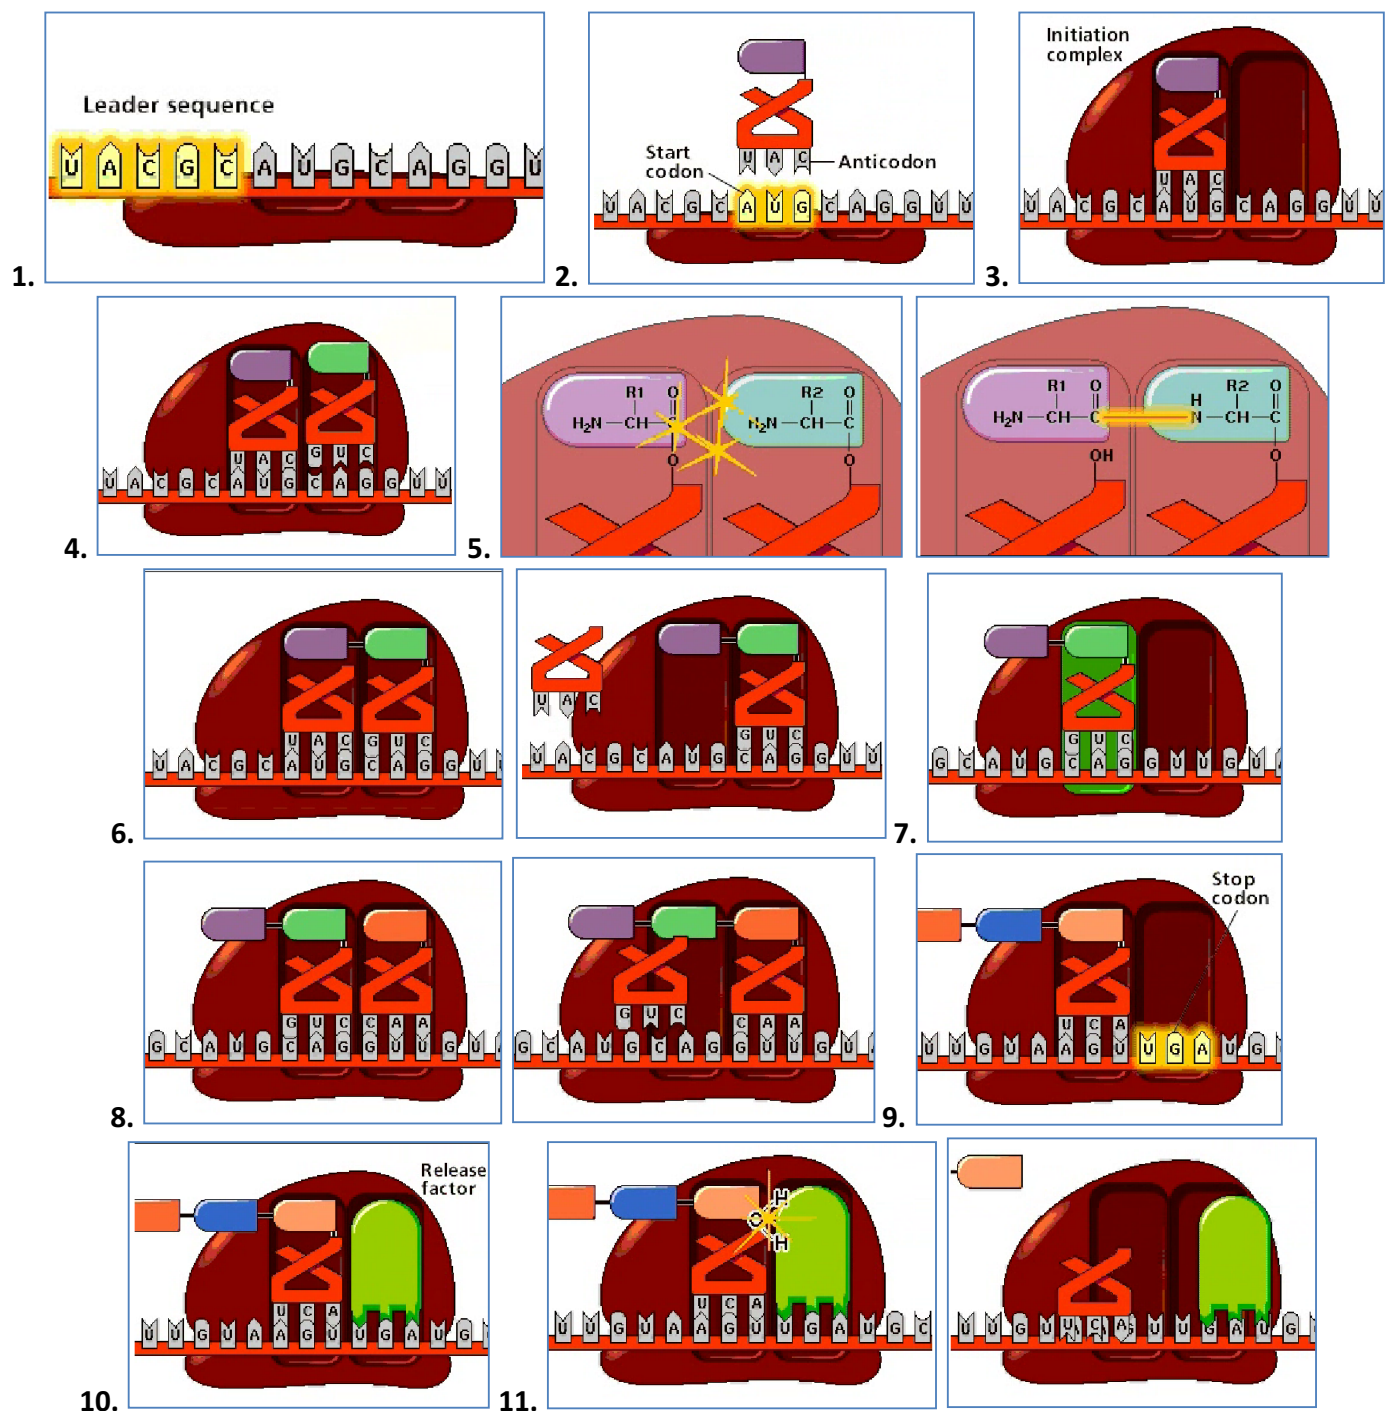 Leader sequence
U A C G C A U G C A G G U
1.
U A C
Anticodon
Start
codon
U A C G C A U G C A G G U U
2.
Initiation
complex
U A C
U A C G C A U G C A G G U U
3.
U A C G U C
U A C G C A U G C A G G U U
4.
R1 O R2 O
H₂N—CH—C H₂N—CH—C
O O
5.
R1 O H R2 O
H₂N—CH—C N—CH—C
OH O
U A C G U C
U A C G C A U G C A G G U U
6.
U A C
G U C
U A C G C A U G C A G G U U
G U C
G C A U G C A G G U U G U A
7.
G U C C A A
G C A U G C A G G U U G U
8.
G U C
C A A
G C A U G C A G G U U G U A
Stop
codon
U C A
U U G U A A G U U G A U G
9.
Release
factor
U C A
U U G U A A G U U G A U G
10.
H
O
H
U C A
U U G U A A G U U G A U G C
11.
U C A
U U G U U U G A U G